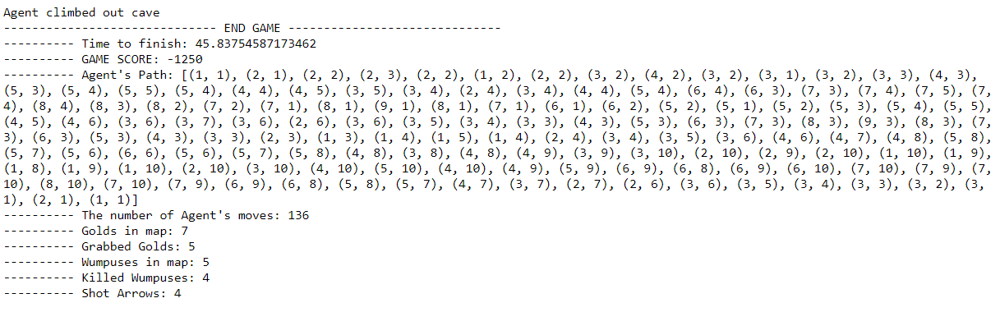 Agent climbed out cave
------------------------------ END GAME ------------------------------
---------- Time to finish: 45.83754587173462
---------- GAME SCORE: -1250
---------- Agent's Path: [(1, 1), (2, 1), (2, 2), (2, 3), (2, 2), (1, 2), (2, 2), (3, 2), (4, 2), (3, 2), (3, 1), (3, 2), (3, 3), (4, 3),
(5, 3), (5, 4), (5, 5), (5, 4), (4, 4), (4, 5), (3, 5), (3, 4), (2, 4), (3, 4), (4, 4), (5, 4), (6, 4), (6, 3), (7, 3), (7, 4), (7, 5), (7,
4), (8, 4), (8, 3), (8, 2), (7, 2), (7, 1), (8, 1), (9, 1), (8, 1), (7, 1), (6, 1), (6, 2), (5, 2), (5, 1), (5, 2), (5, 3), (5, 4), (5, 5),
(4, 5), (4, 6), (3, 6), (3, 7), (3, 6), (2, 6), (3, 6), (3, 5), (3, 4), (3, 3), (4, 3), (5, 3), (6, 3), (7, 3), (8, 3), (9, 3), (8, 3), (7,
3), (6, 3), (5, 3), (4, 3), (3, 3), (2, 3), (1, 3), (1, 4), (1, 5), (1, 4), (2, 4), (3, 4), (3, 5), (3, 6), (4, 6), (4, 7), (4, 8), (5, 8),
(5, 7), (5, 6), (6, 6), (5, 6), (5, 7), (5, 8), (4, 8), (3, 8), (4, 8), (4, 9), (3, 9), (3, 10), (2, 10), (2, 9), (2, 10), (1, 10), (1, 9),
(1, 8), (1, 9), (1, 10), (2, 10), (3, 10), (4, 10), (5, 10), (4, 10), (4, 9), (5, 9), (6, 9), (6, 8), (6, 9), (6, 10), (7, 10), (7, 9), (7,
10), (8, 10), (7, 10), (7, 9), (6, 9), (6, 8), (5, 8), (5, 7), (4, 7), (3, 7), (2, 7), (2, 6), (3, 6), (3, 5), (3, 4), (3, 3), (3, 2), (3,
1), (2, 1), (1, 1)]
---------- The number of Agent's moves: 136
---------- Golds in map: 7
---------- Grabbed Golds: 5
---------- Wumpuses in map: 5
---------- Killed Wumpuses: 4
---------- Shot Arrows: 4